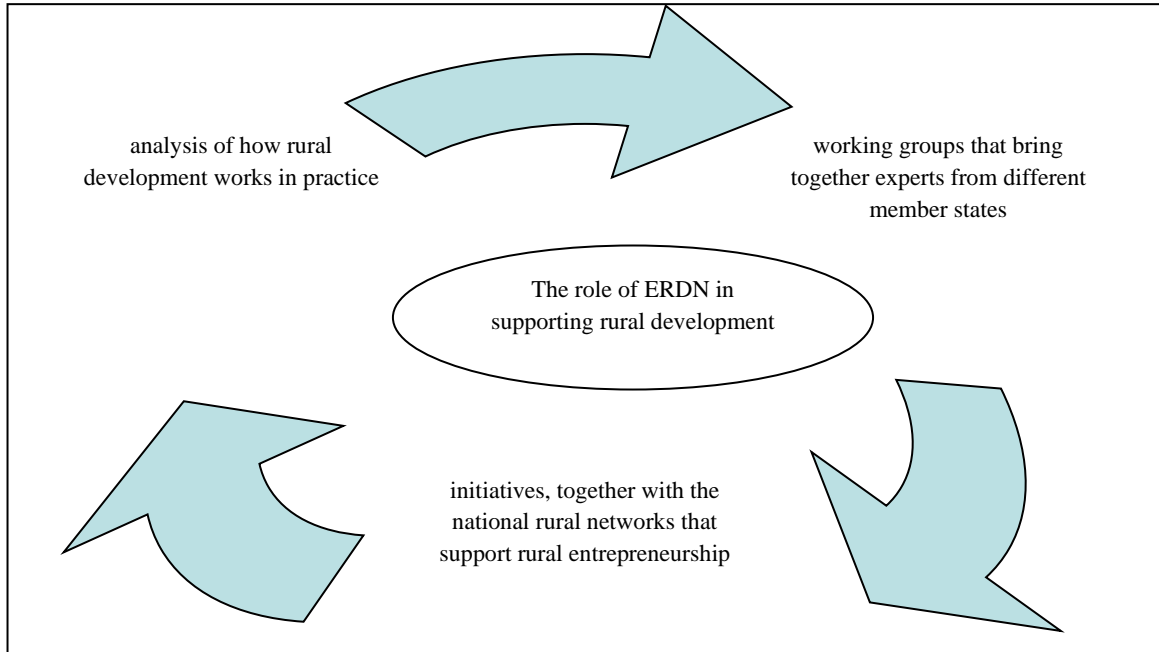 analysis of how rural
development works in practice
working groups that bring
together experts from different
member states
The role of ERDN in
supporting rural development
initiatives, together with the
national rural networks that
support rural entrepreneurship